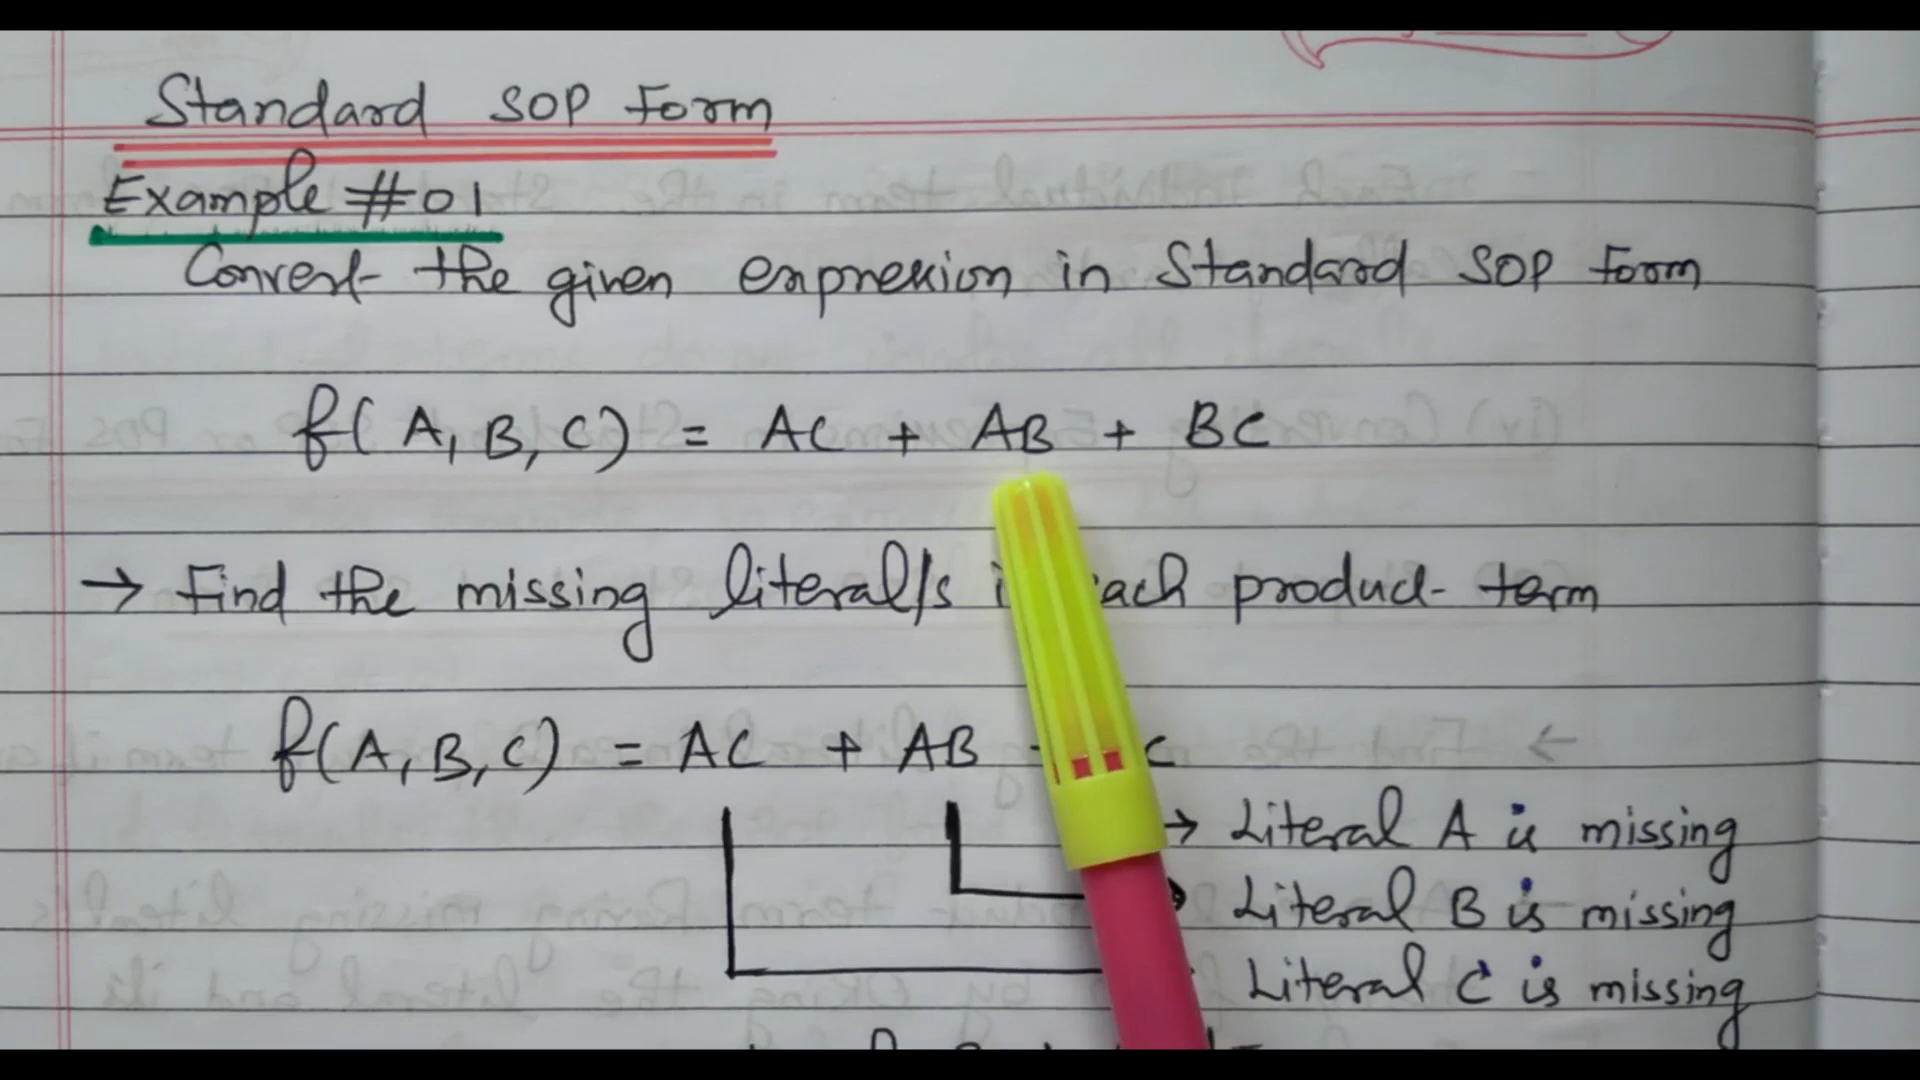 Standard SOP Form
Example #01
Convert the given expression in Standard SOP Form
f(A, B, C) = AC + AB + BC
→ Find the missing literal/s each product term
f(A, B, C) = AC + AB C
→ Literal A is missing
Literal B is missing
Literal C is missing